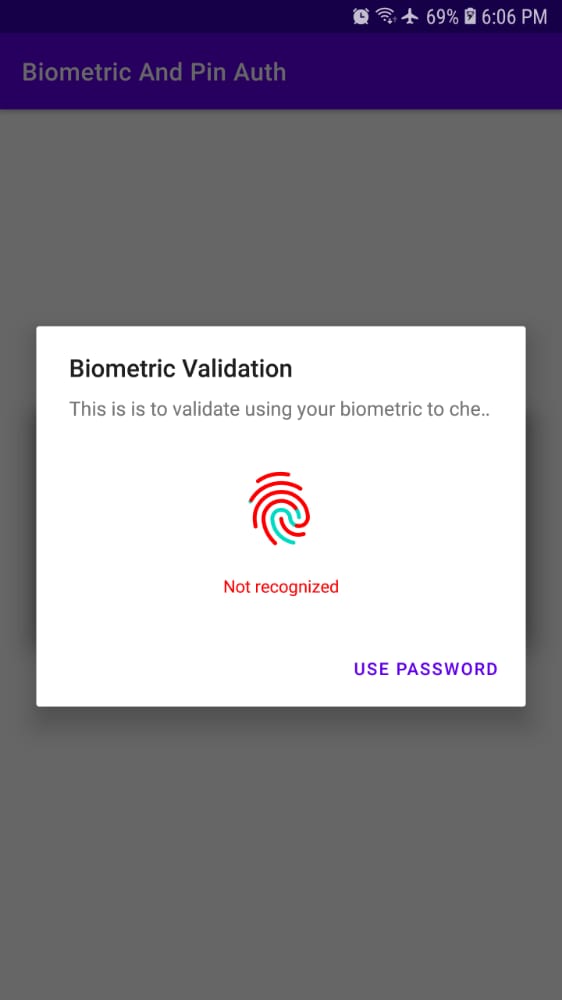 69% 6:06 PM
Biometric And Pin Auth
Biometric Validation
This is is to validate using your biometric to che..
Not recognized
USE PASSWORD